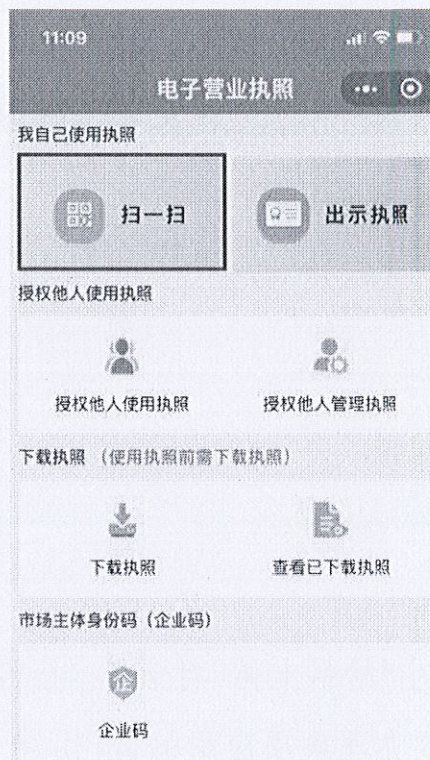 11:09
电子营业执照
我自己使用执照
扫一扫 出示执照
授权他人使用执照
授权他人使用执照 授权他人管理执照
下载执照 （使用执照前需下载执照）
下载执照 查看已下载执照
市场主体身份码（企业码）
企
企业码